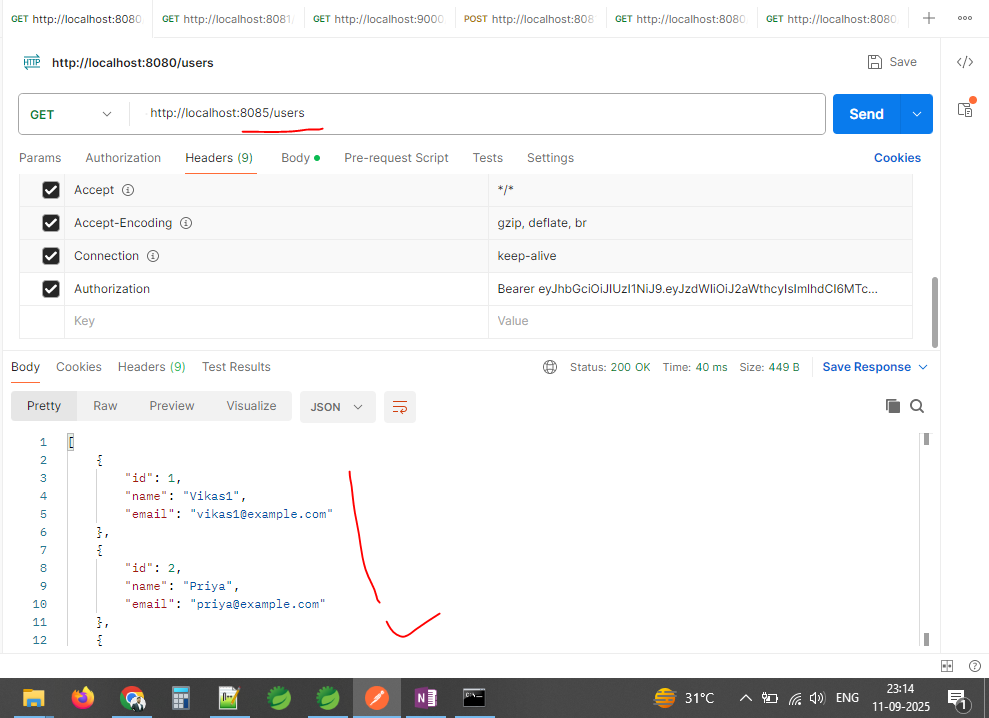 GET http://localhost:8080 GET http://localhost:8081 GET http://localhost:9000 POST http://localhost:808 GET http://localhost:8080 GET http://localhost:8080
HTTP http://localhost:8080/users Save
GET http://localhost:8085/users Send
Params Authorization Headers (9) Body Pre-request Script Tests Settings Cookies
Accept */*
Accept-Encoding gzip, deflate, br
Connection keep-alive
Authorization Bearer eyJhbGciOiJIUzI1NiJ9.eyJzdWIiOiJ2aWthcyIsImlhdCI6MTc...
Key Value
Body Cookies Headers (9) Test Results Status: 200 OK Time: 40 ms Size: 449 B Save Response
Pretty Raw Preview Visualize JSON
1 [
2 {
3 "id": 1,
4 "name": "Vikas1",
5 "email": "vikas1@example.com"
6 },
7 {
8 "id": 2,
9 "name": "Priya",
10 "email": "priya@example.com"
11 },
12 {
31°C ENG 23:14
11-09-2025 1